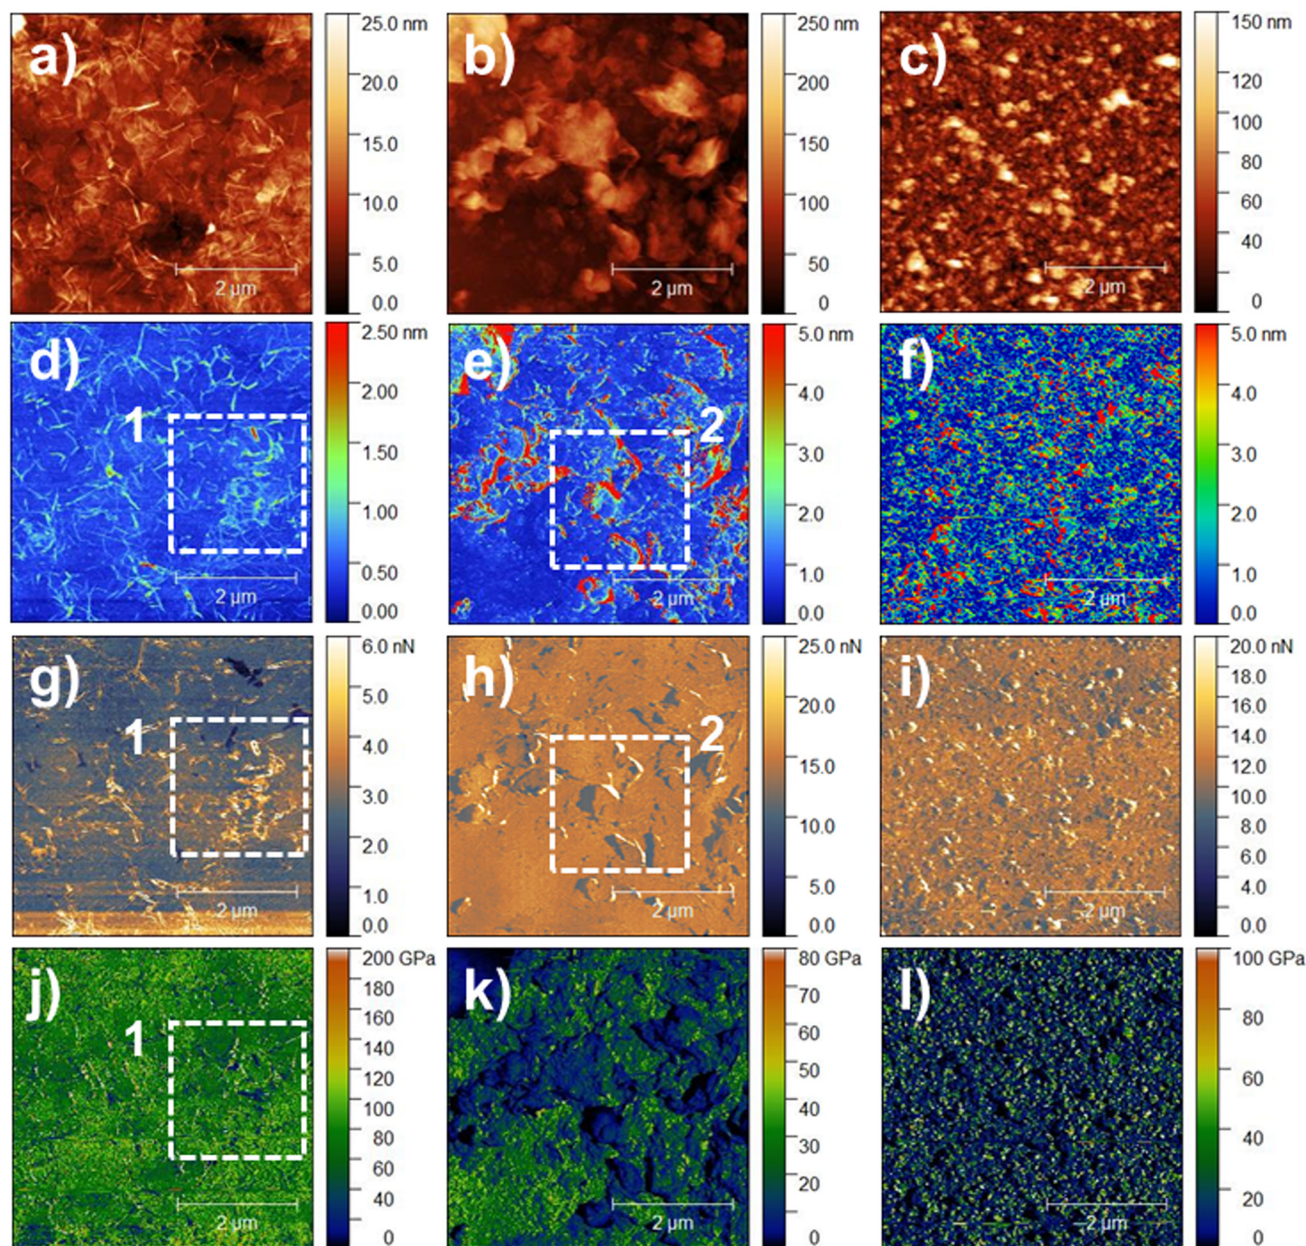 a)
25.0 nm
20.0
15.0
10.0
5.0
0.0
2 μm
b)
250 nm
200
150
100
50
0
2 μm
c)
150 nm
120
100
80
60
40
0
2 μm
d)
1
2.50 nm
2.00
1.50
1.00
0.50
0.00
2 μm
e)
2
5.0 nm
4.0
3.0
2.0
1.0
0.0
2 μm
f)
5.0 nm
4.0
3.0
2.0
1.0
0.0
2 μm
g)
1
6.0 nN
5.0
4.0
3.0
2.0
1.0
0.0
2 μm
h)
2
25.0 nN
20.0
15.0
10.0
5.0
0.0
2 μm
i)
20.0 nN
18.0
16.0
14.0
12.0
10.0
8.0
6.0
4.0
2.0
0.0
2 μm
j)
1
200 GPa
180
160
140
120
100
80
60
40
20
0
2 μm
k)
80 GPa
70
60
50
40
30
20
0
2 μm
l)
100 GPa
80
60
40
20
0
2 μm